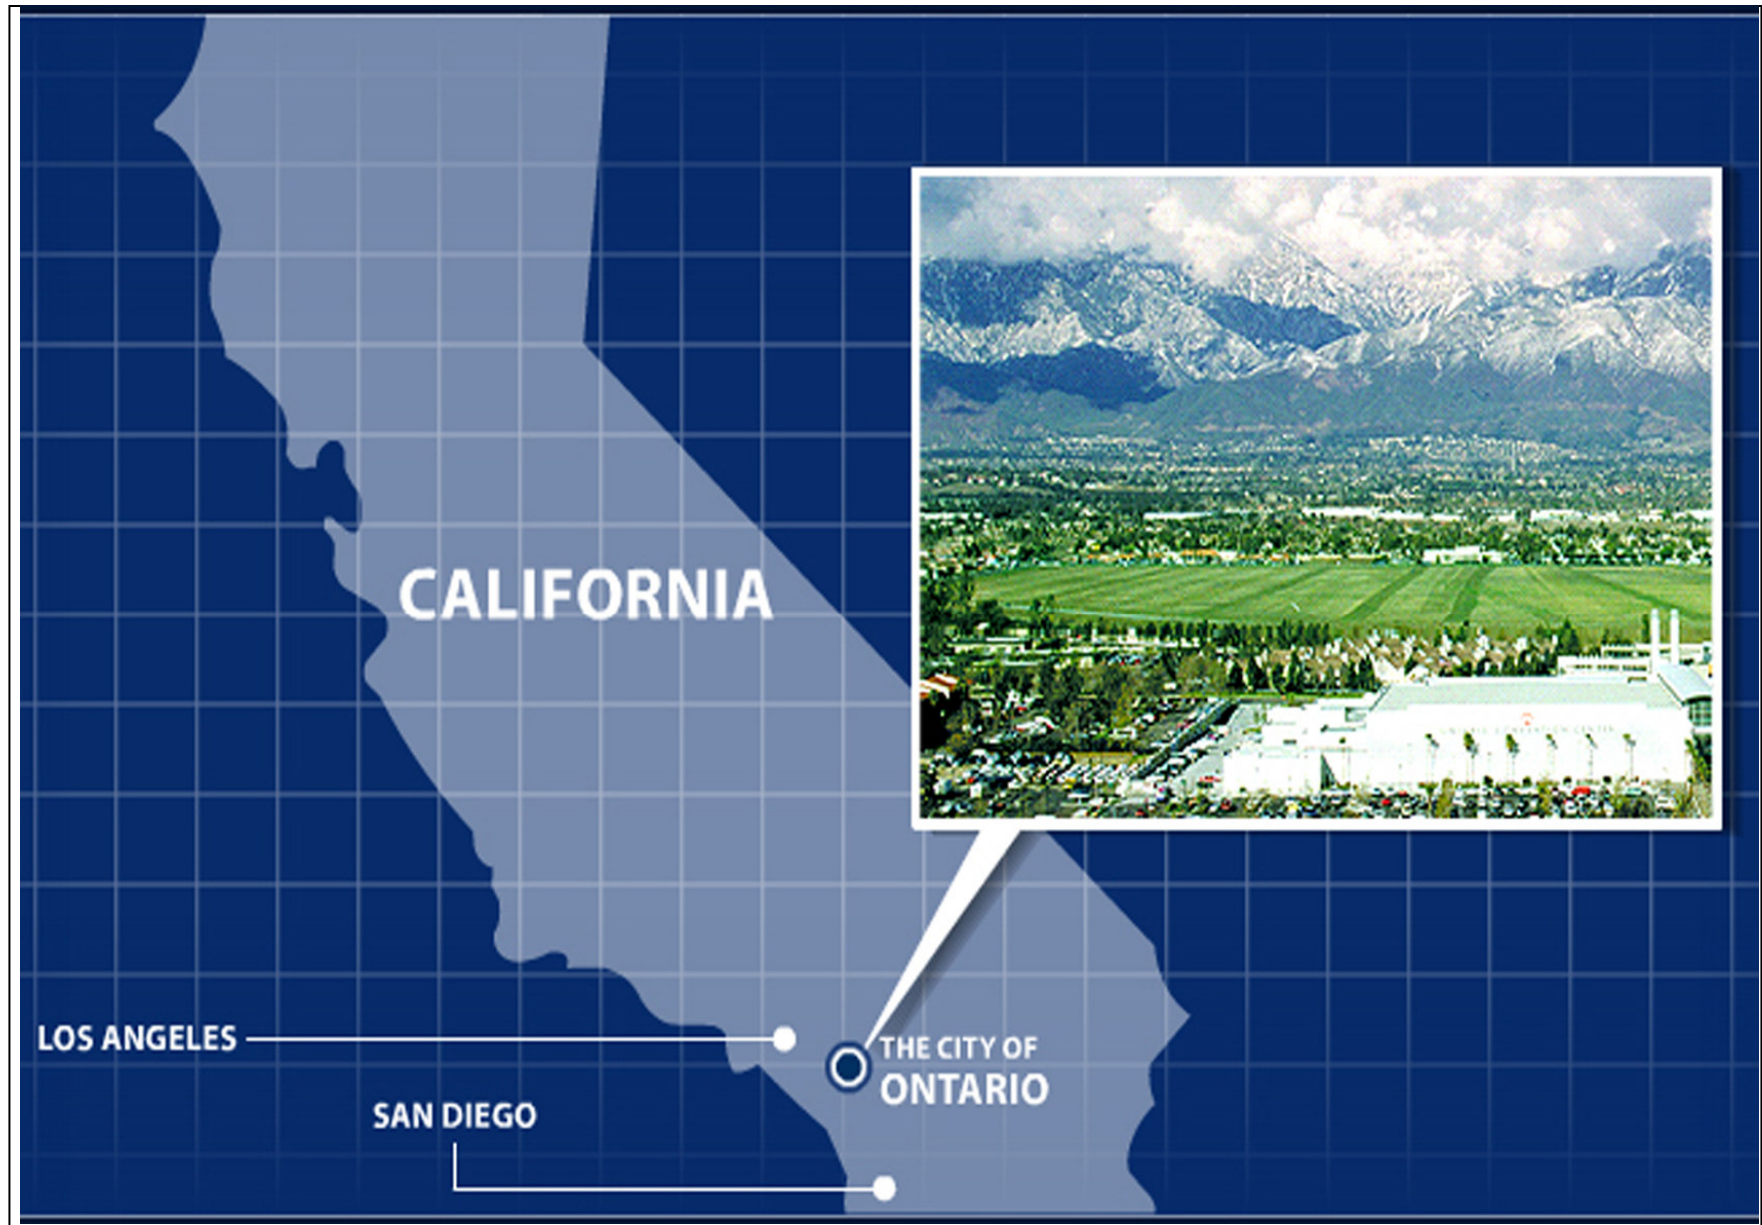 CALIFORNIA
LOS ANGELES
THE CITY OF
ONTARIO
SAN DIEGO